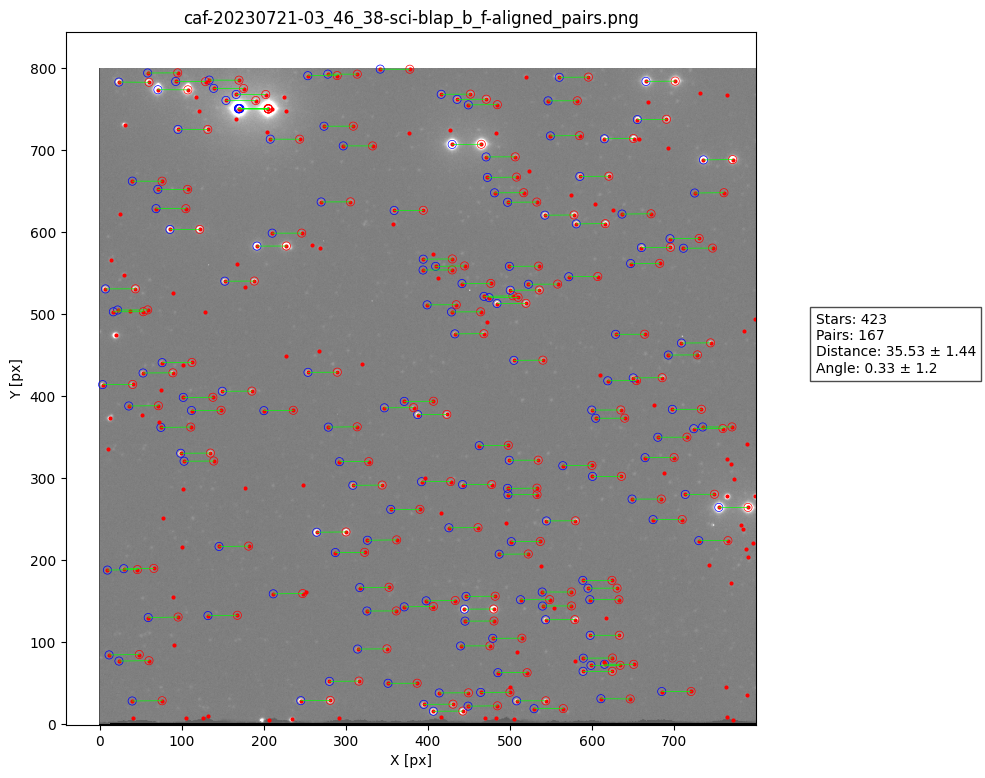 caf-20230721-03_46_38-sci-blap_b_f-aligned_pairs.png
800
700
600
500
400
300
200
100
0
Y [px]
0 100 200 300 400 500 600 700
X [px]
Stars: 423
Pairs: 167
Distance: 35.53 ± 1.44
Angle: 0.33 ± 1.2